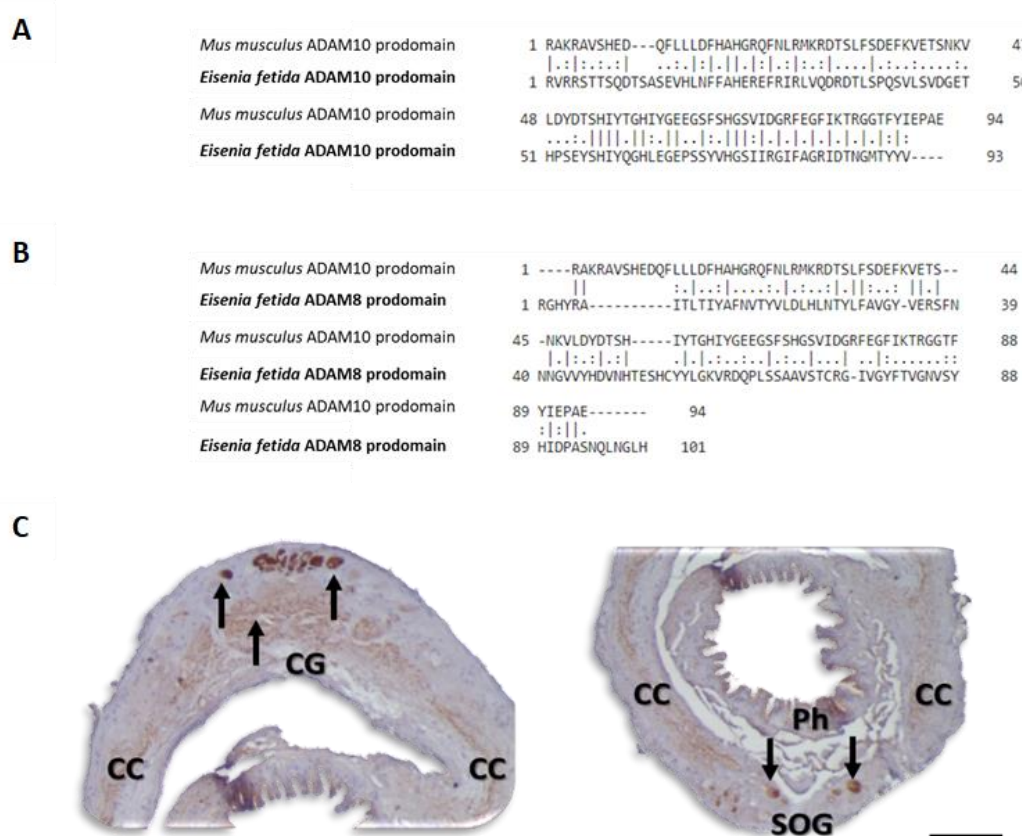 A
Mus musculus ADAM10 prodomain 1 RAKRAVSHED---QFLLLDFHAHGRQFNLRMKRDTSLFSDEFKVETSNKV
Eisenia fetida ADAM10 prodomain 1 RVRRSTTSQDTSASEVHLNFFAHEREFRIRLVQDRDTLSPQSVLSVDGET
Mus musculus ADAM10 prodomain 48 LDYDTSHIYTGHIYGEEGSFSHGSVIDGRFEGFIKTRGGTFYIEPAE 94
Eisenia fetida ADAM10 prodomain 51 HPSEYSHIYQGHLEGEPSSYVHGSIIRGIFAGRIDTNGMTYYV---- 93
B
Mus musculus ADAM10 prodomain 1 ----RAKRAVSHEDQFLLLDFHAHGRQFNLRMKRDTSLFSDEFKVETS-- 44
Eisenia fetida ADAM8 prodomain 1 RGHYRA----------ITLTIYAFNVTYVLDLHLNTYLFAVGY-VERSFN 39
Mus musculus ADAM10 prodomain 45 -NKVLDYDTSH-----IYTGHIYGEEGSFSHGSVIDGRFEGFIKTRGGTF 88
Eisenia fetida ADAM8 prodomain 40 NNGVVYHDVNHTESHCYYLGKVRDQPLSSAAVSTCRG-IVGYFTVGNVSY 88
Mus musculus ADAM10 prodomain 89 YIEPAE------- 94
Eisenia fetida ADAM8 prodomain 89 HIDPASNQLNGLH 101
C
CG
CC
CC
CC
CC
Ph
SOG